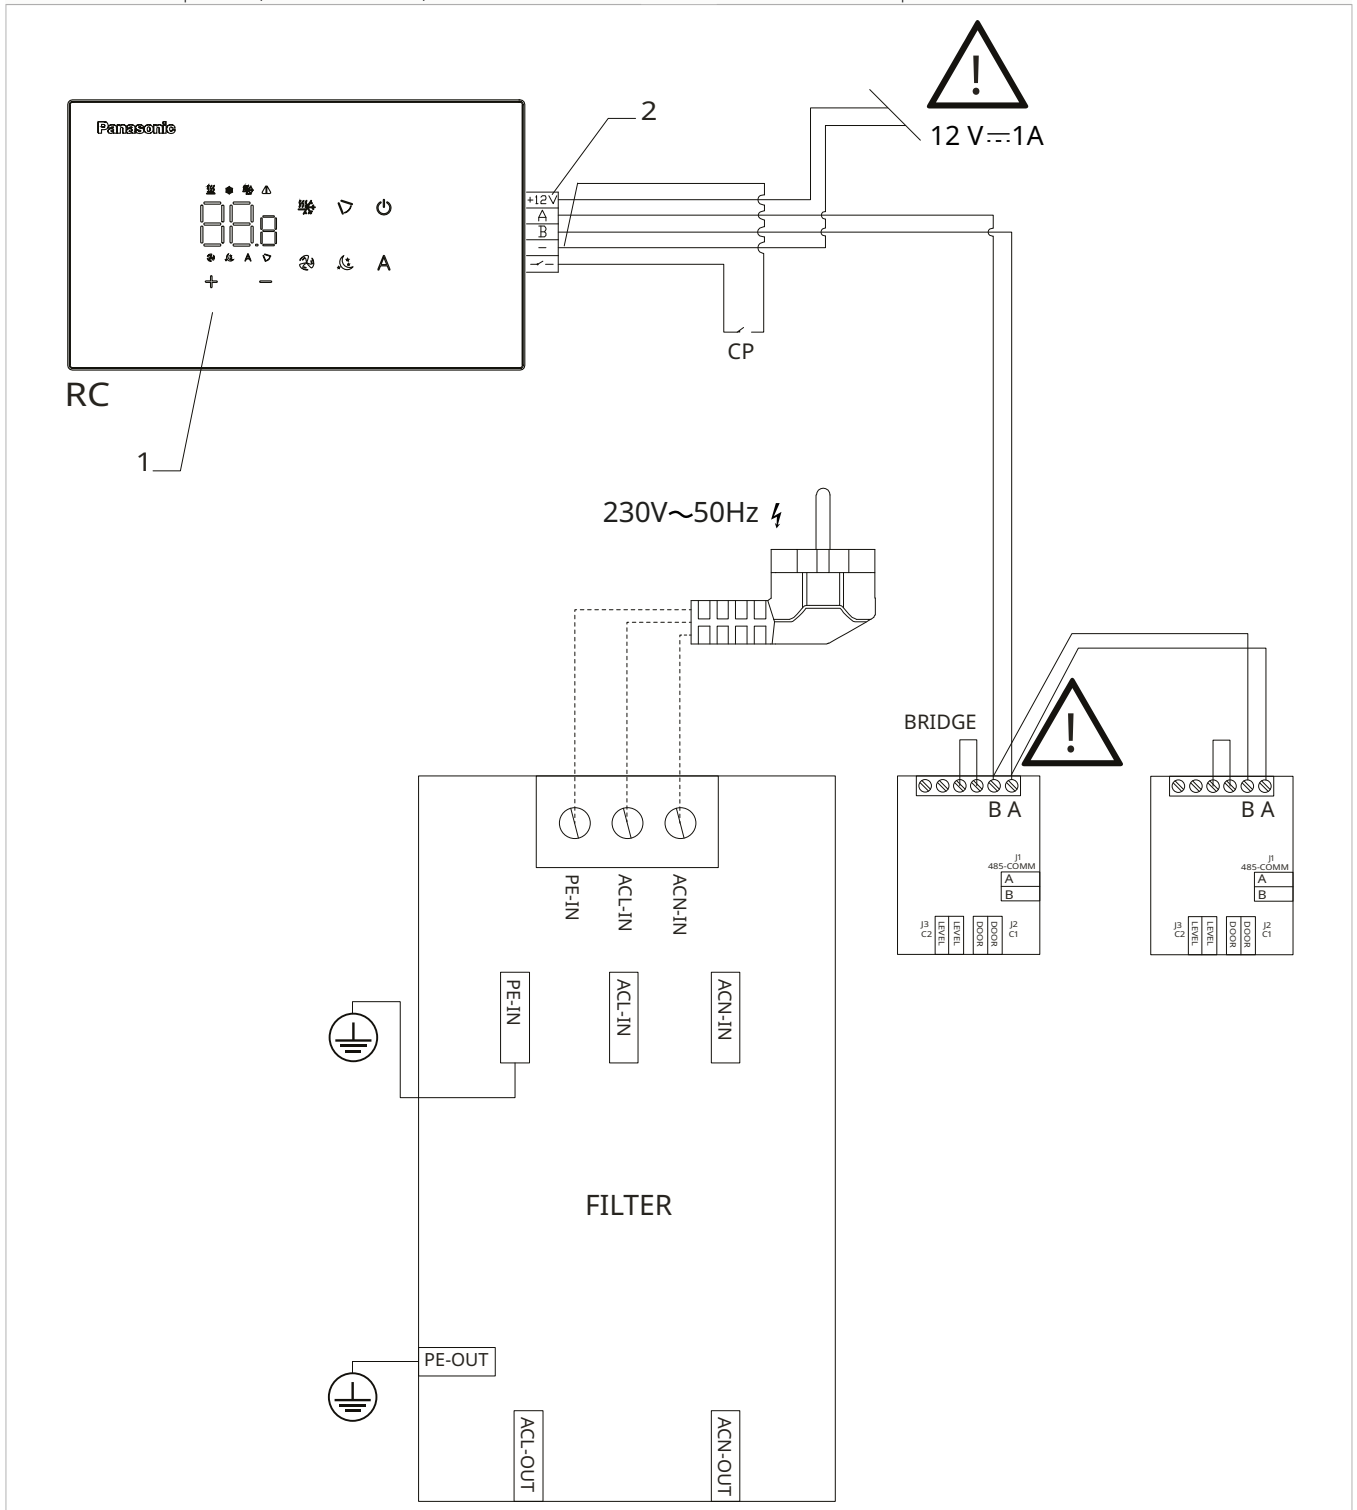 Panasonic
2
12 V⎓1A
+12V
A
B
–
88.8
A
A
+ −
CP
RC
1
230V~50Hz
BRIDGE
B A
B A
J1
485-COMM
A
B
J1
485-COMM
A
B
J3
C2
LEVEL
LEVEL
DOOR
DOOR
J2
C1
J3
C2
LEVEL
LEVEL
DOOR
DOOR
J2
C1
PE-IN
ACL-IN
ACN-IN
PE-IN
ACL-IN
ACN-IN
FILTER
PE-OUT
ACL-OUT
ACN-OUT